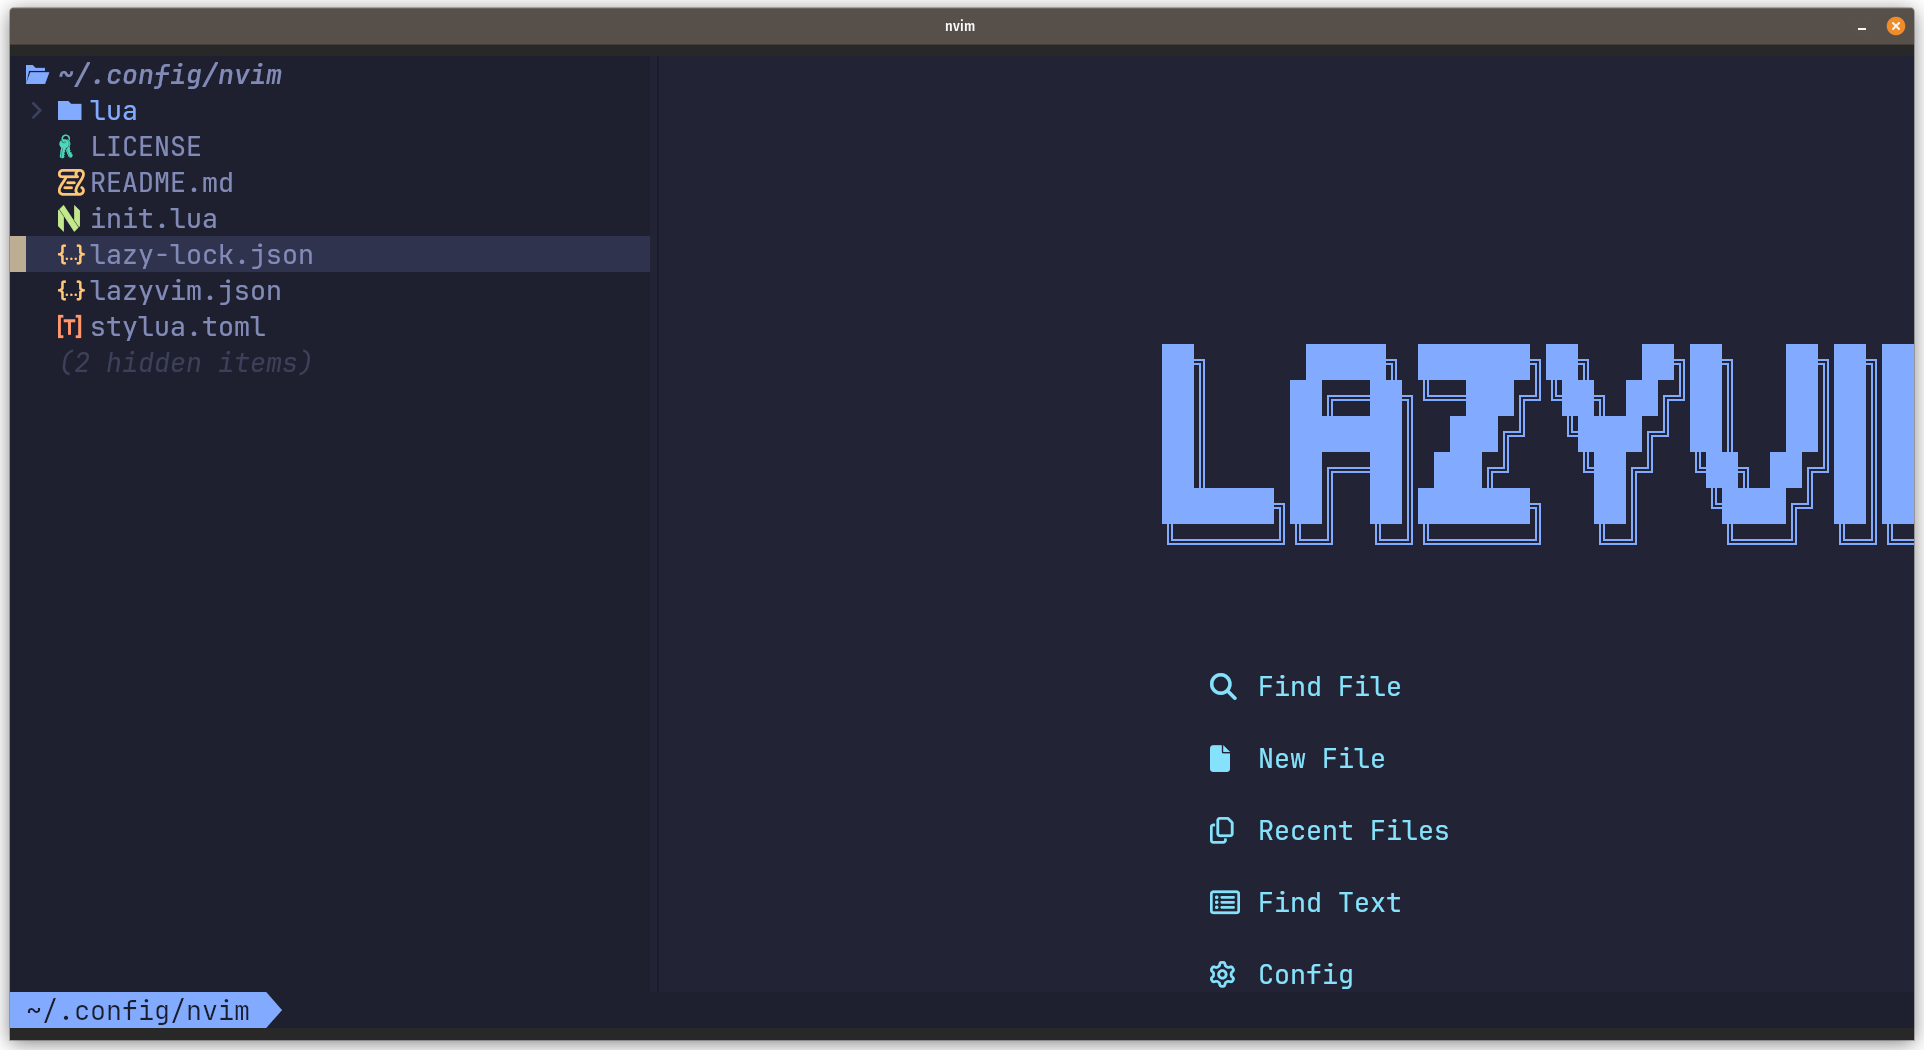 nvim
~/.config/nvim
lua
LICENSE
README.md
init.lua
lazy-lock.json
lazyvim.json
stylua.toml
(2 hidden items)
LAZYVI
Find File
New File
Recent Files
Find Text
Config
~/.config/nvim